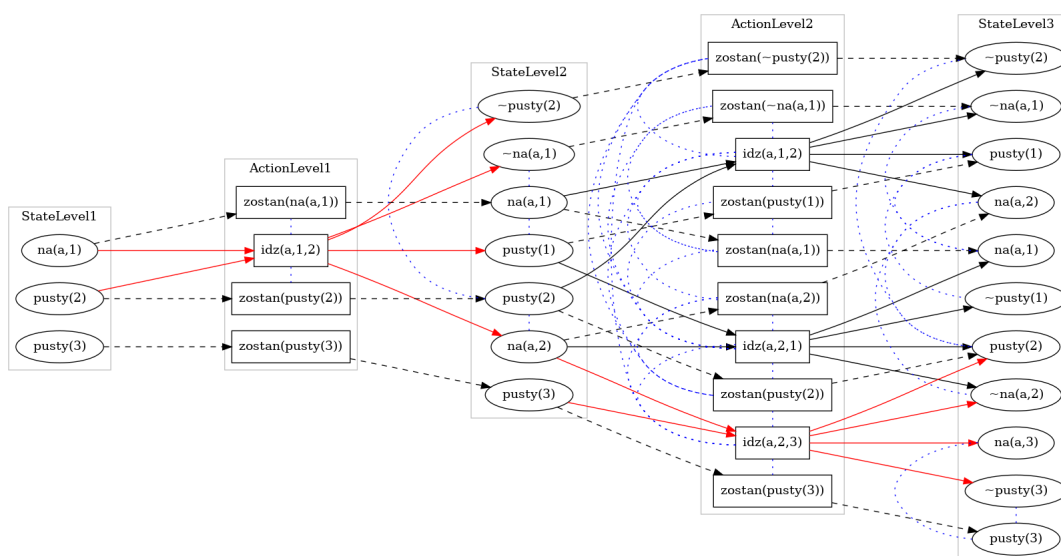 StateLevel1
na(a,1)
pusty(2)
pusty(3)
ActionLevel1
zostan(na(a,1))
idz(a,1,2)
zostan(pusty(2))
zostan(pusty(3))
StateLevel2
~pusty(2)
~na(a,1)
na(a,1)
pusty(1)
pusty(2)
na(a,2)
pusty(3)
ActionLevel2
zostan(~pusty(2))
zostan(~na(a,1))
idz(a,1,2)
zostan(pusty(1))
zostan(na(a,1))
zostan(na(a,2))
idz(a,2,1)
zostan(pusty(2))
idz(a,2,3)
zostan(pusty(3))
StateLevel3
~pusty(2)
~na(a,1)
pusty(1)
na(a,2)
na(a,1)
~pusty(1)
pusty(2)
~na(a,2)
na(a,3)
~pusty(3)
pusty(3)